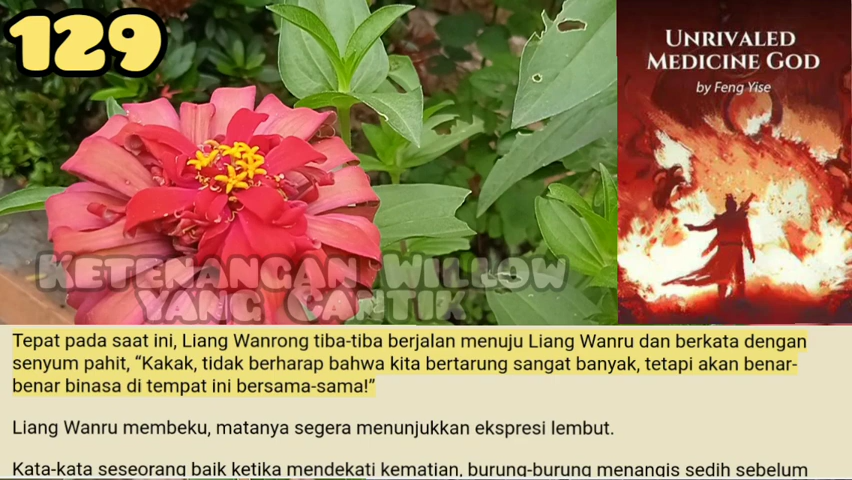 129
UNRIVALED
MEDICINE GOD
by Feng Yise
KETENANGAN WILLOW
YANG CANTIK
Tepat pada saat ini, Liang Wanrong tiba-tiba berjalan menuju Liang Wanru dan berkata dengan
senyum pahit, “Kakak, tidak berharap bahwa kita bertarung sangat banyak, tetapi akan benar-
benar binasa di tempat ini bersama-sama!”
Liang Wanru membeku, matanya segera menunjukkan ekspresi lembut.
Kata-kata seseorang baik ketika mendekati kematian, burung-burung menangis sedih sebelum